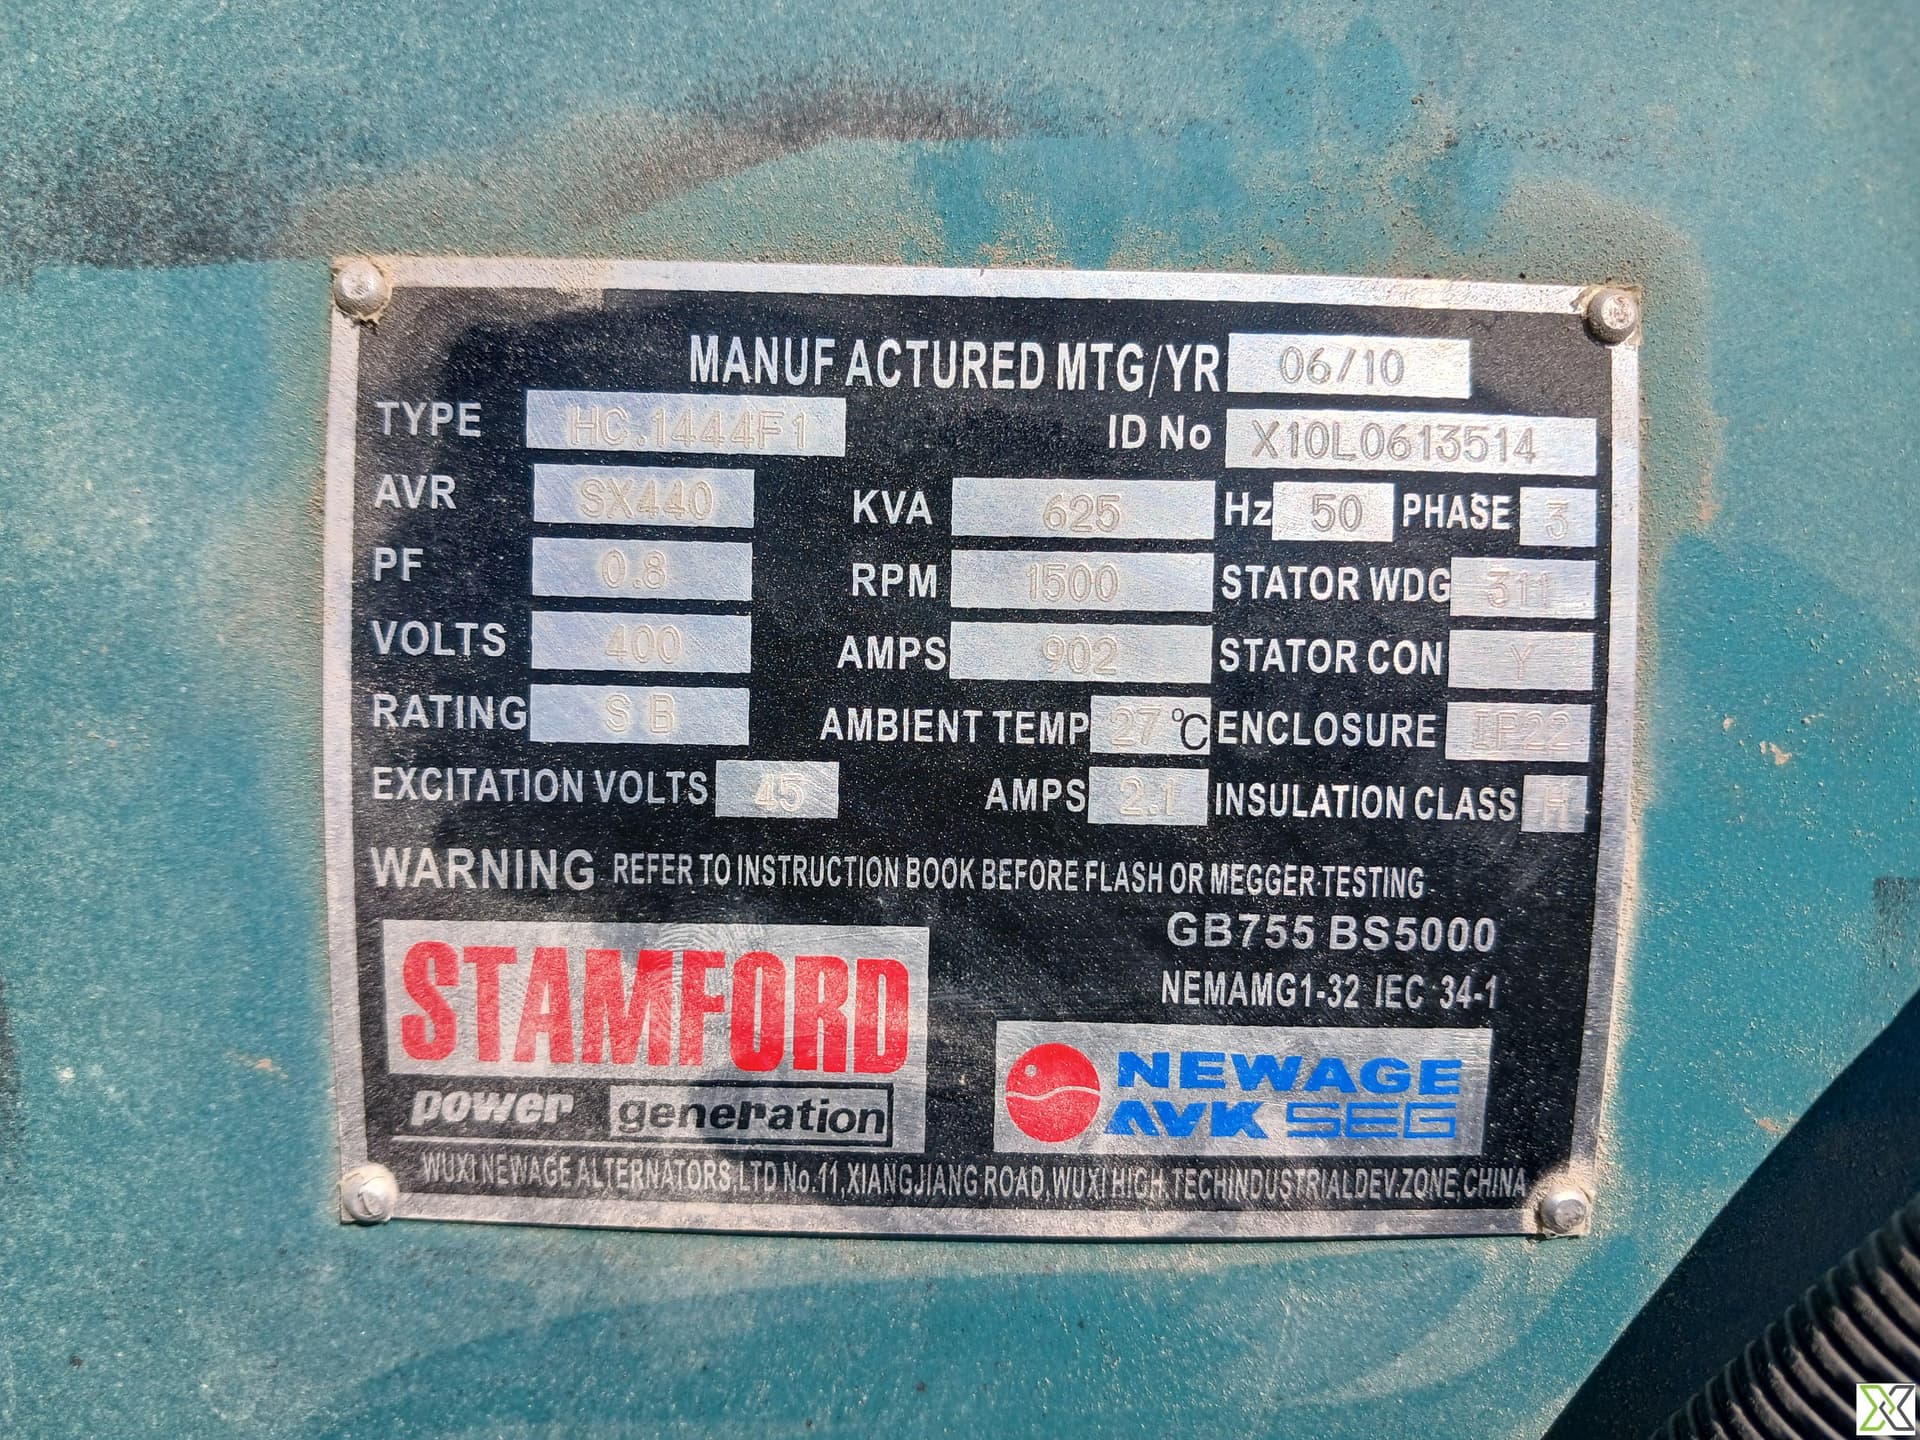 MANUFACTURED MTG/YR 06/10
TYPE HC.1444F1 ID No X10L0613514
AVR SX440 KVA 625 Hz 50 PHASE 3
PF 0.8 RPM 1500 STATOR WDG 311
VOLTS 400 AMPS 902 STATOR CON Y
RATING S B AMBIENT TEMP 27 °C ENCLOSURE IP22
EXCITATION VOLTS 45 AMPS 2.1 INSULATION CLASS H
WARNING REFER TO INSTRUCTION BOOK BEFORE FLASH OR MEGGER TESTING
GB755 BS5000
NEMAMG1-32 IEC 34-1
STAMFORD
power generation
NEWAGE
AVK SEG
WUXI NEWAGE ALTERNATORS,LTD No.11,XIANGJIANG ROAD,WUXI HIGH.TECHINDUSTRIALDEV.ZONE,CHINA